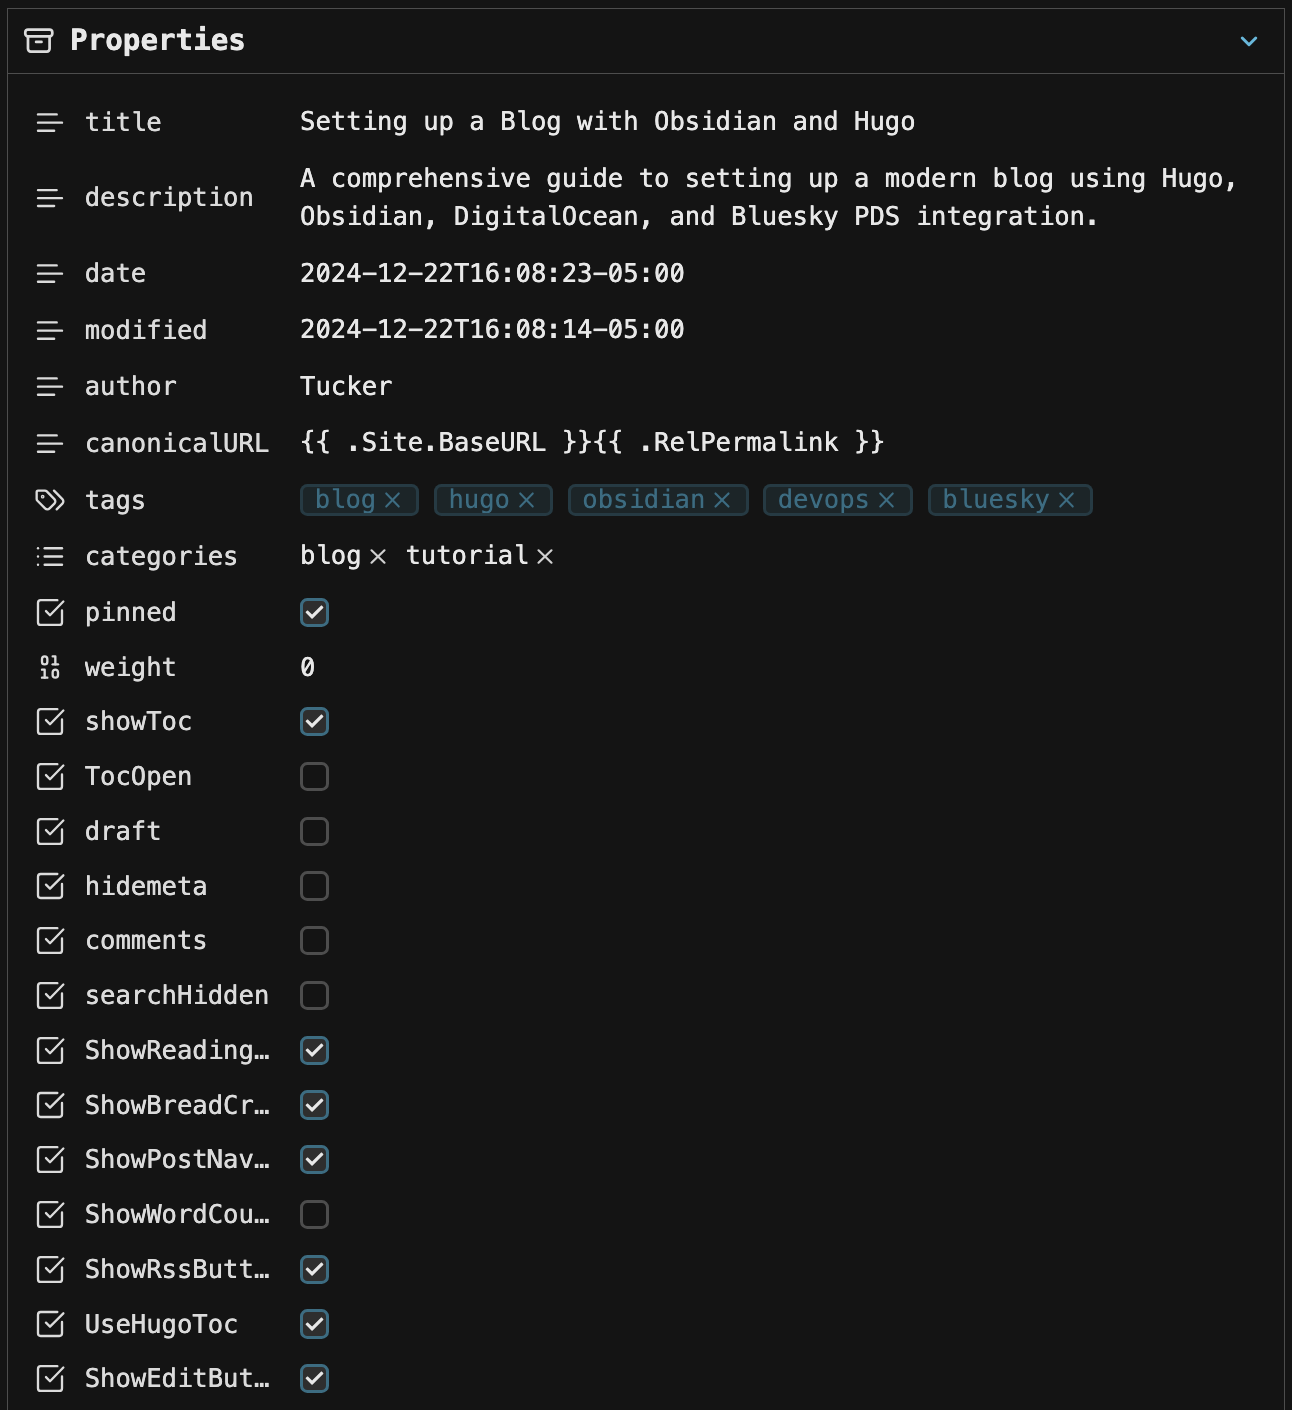 Properties
title Setting up a Blog with Obsidian and Hugo
description A comprehensive guide to setting up a modern blog using Hugo,
Obsidian, DigitalOcean, and Bluesky PDS integration.
date 2024-12-22T16:08:23-05:00
modified 2024-12-22T16:08:14-05:00
author Tucker
canonicalURL {{ .Site.BaseURL }}{{ .RelPermalink }}
tags blog hugo obsidian devops bluesky
categories blog tutorial
pinned
weight 0
showToc
TocOpen
draft
hidemeta
comments
searchHidden
ShowReading…
ShowBreadCr…
ShowPostNav…
ShowWordCou…
ShowRssButt…
UseHugoToc
ShowEditBut…